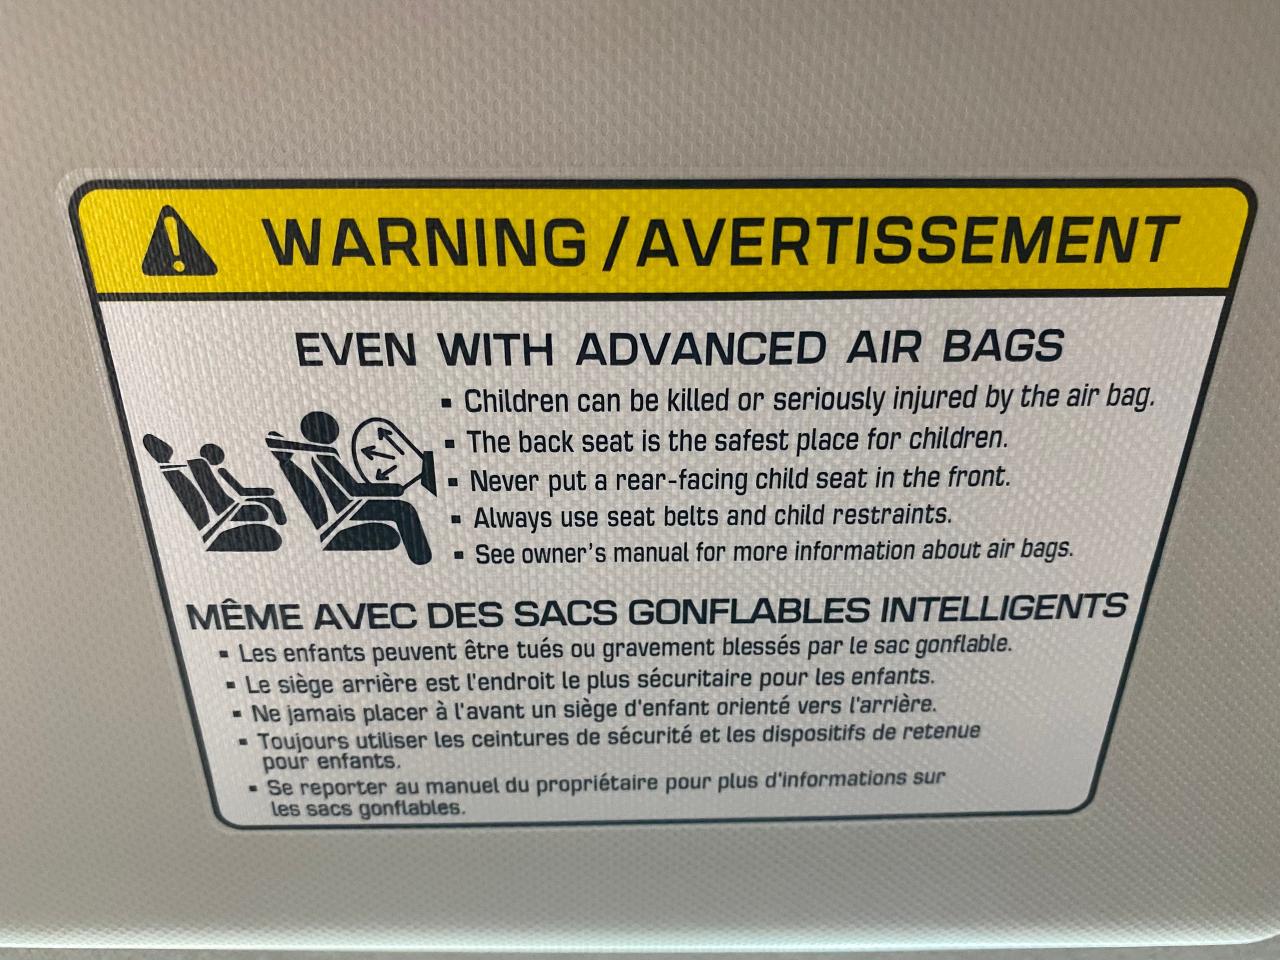 WARNING/AVERTISSEMENT
EVEN WITH ADVANCED AIR BAGS
▪ Children can be killed or seriously injured by the air bag.
▪ The back seat is the safest place for children.
▪ Never put a rear-facing child seat in the front.
▪ Always use seat belts and child restraints.
▪ See owner's manual for more information about air bags.
MÊME AVEC DES SACS GONFLABLES INTELLIGENTS
▪ Les enfants peuvent être tués ou gravement blessés par le sac gonflable.
▪ Le siège arrière est l'endroit le plus sécuritaire pour les enfants.
▪ Ne jamais placer à l'avant un siège d'enfant orienté vers l'arrière.
▪ Toujours utiliser les ceintures de sécurité et les dispositifs de retenue
pour enfants.
▪ Se reporter au manuel du propriétaire pour plus d'informations sur
les sacs gonflables.